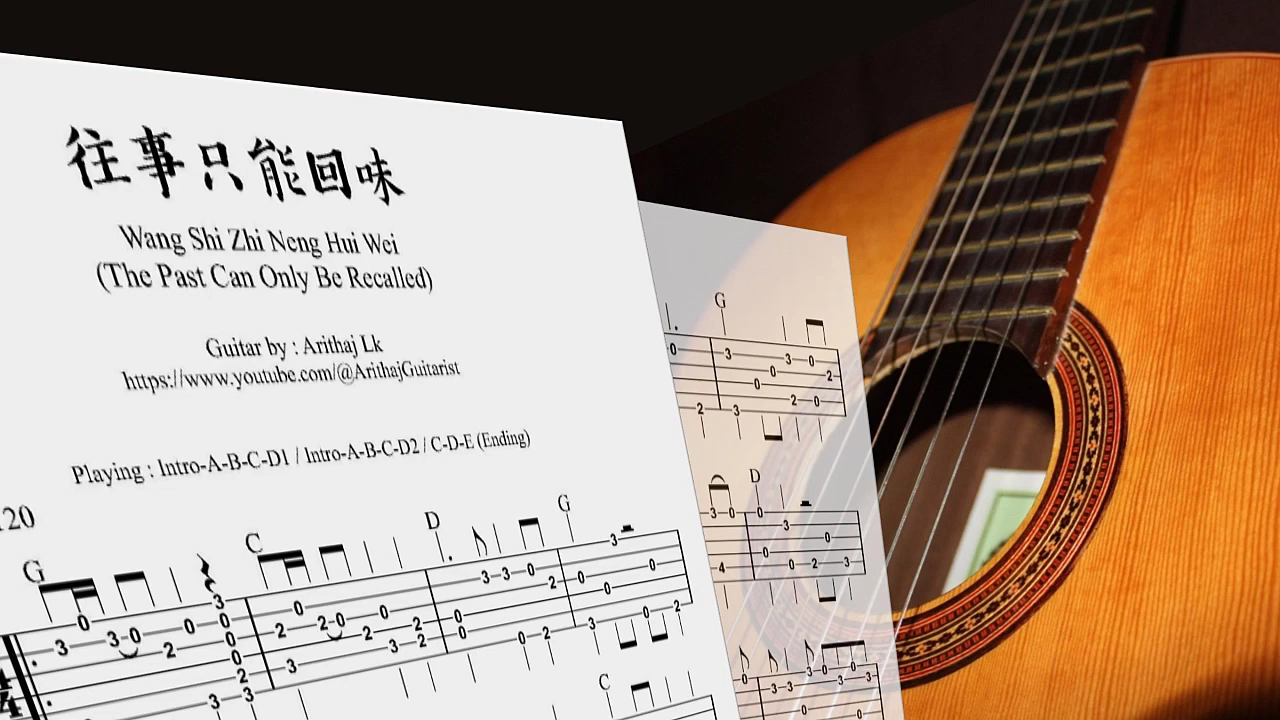 往事只能回味
Wang Shi Zhi Neng Hui Wei
(The Past Can Only Be Recalled)
Guitar by : Arithaj Lk
https://www.youtube.com/@ArithajGuitarist
Playing : Intro-A-B-C-D1 / Intro-A-B-C-D2 / C-D-E (Ending)
G C D G
C
G
D